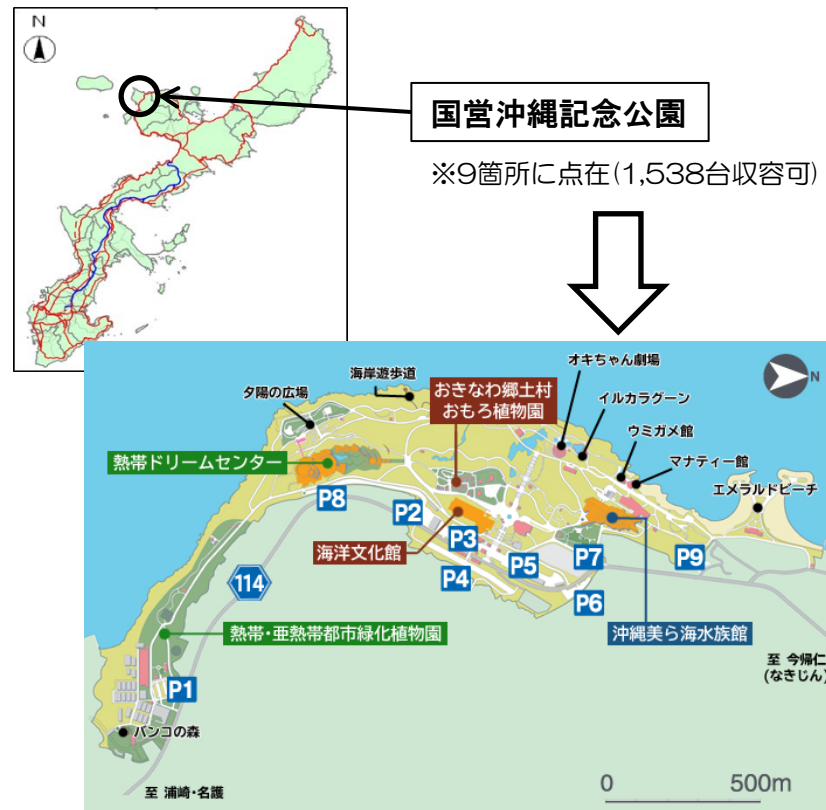 N
国営沖縄記念公園
※9箇所に点在(1,538台収容可)
オキちゃん劇場
海岸遊歩道
おきなわ郷土村
おもろ植物園
イルカラグーン
夕陽の広場
ウミガメ館
マナティー館
N
熱帯ドリームセンター
エメラルドビーチ
P8
P2
P3
海洋文化館
P7
P9
P5
P4
114
P6
熱帯・亜熱帯都市緑化植物園
沖縄美ら海水族館
至 今帰仁
(なきじん)
P1
バンコの森
至 浦崎・名護
0
500m